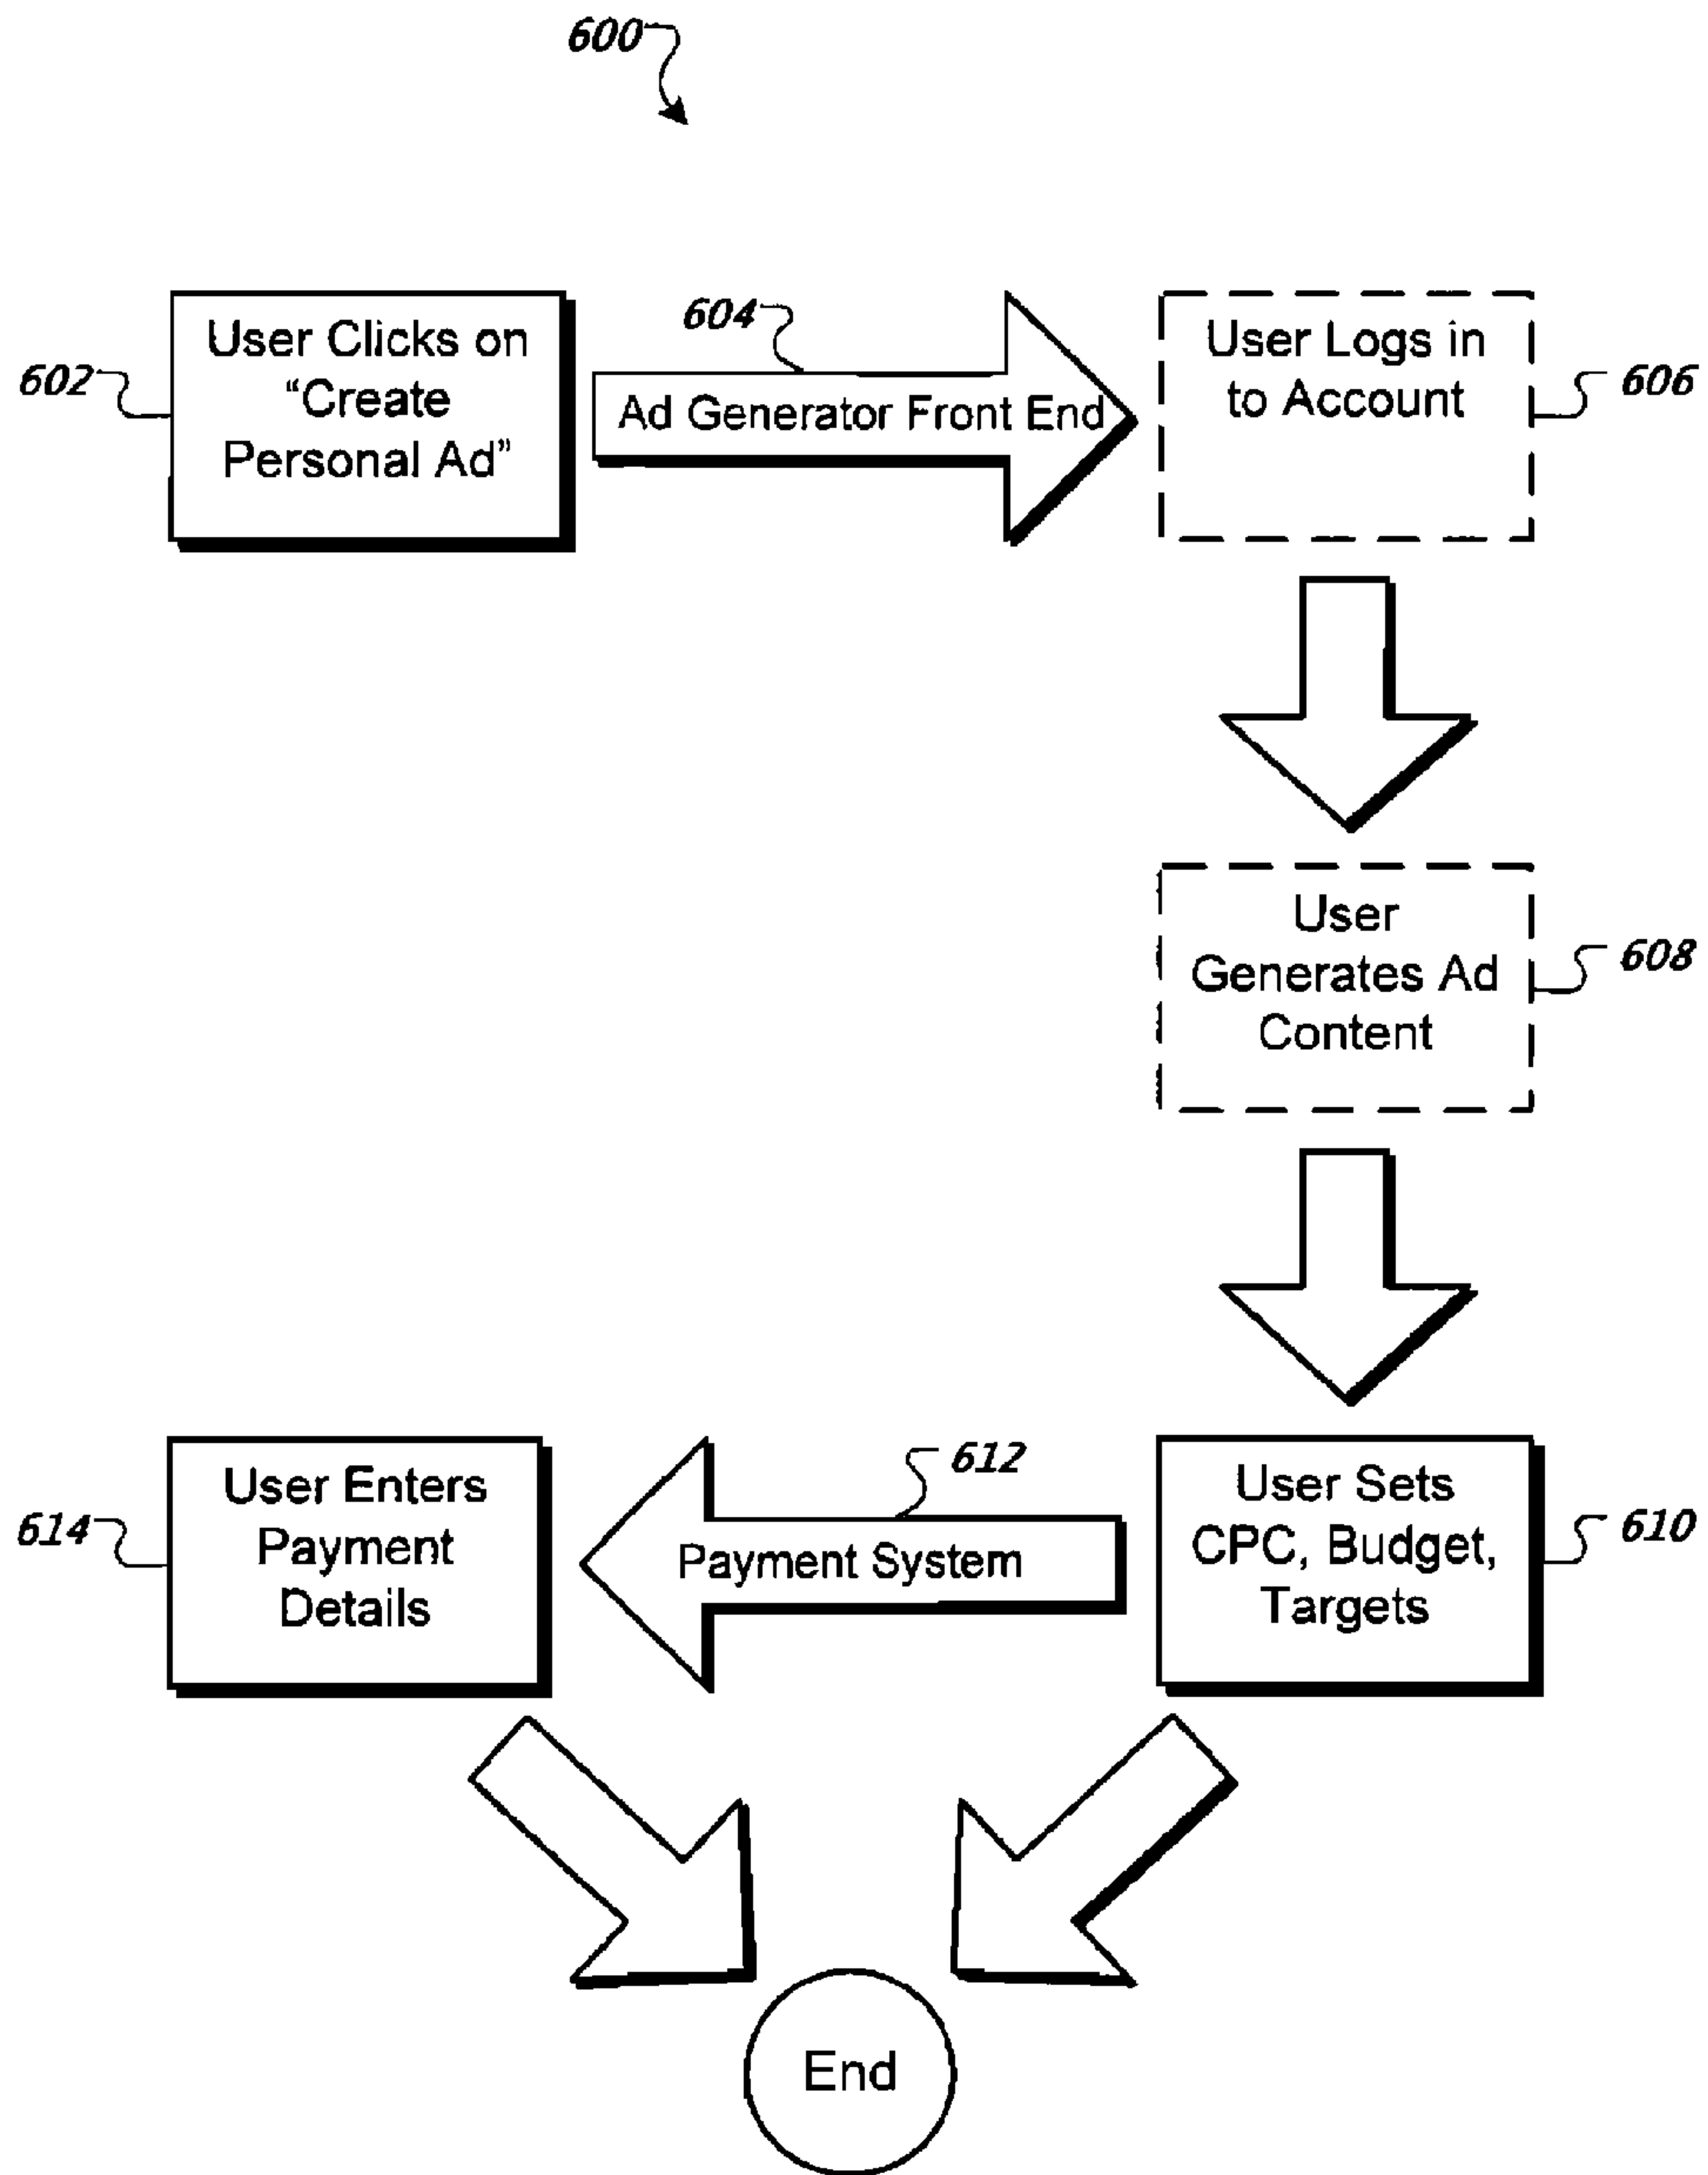 600
User Clicks on
“Create
Personal Ad”
602
604
Ad Generator Front End
User Logs in
to Account
606
User
Generates Ad
Content
608
User Sets
CPC, Budget,
Targets
610
612
Payment System
User Enters
Payment
Details
614
End